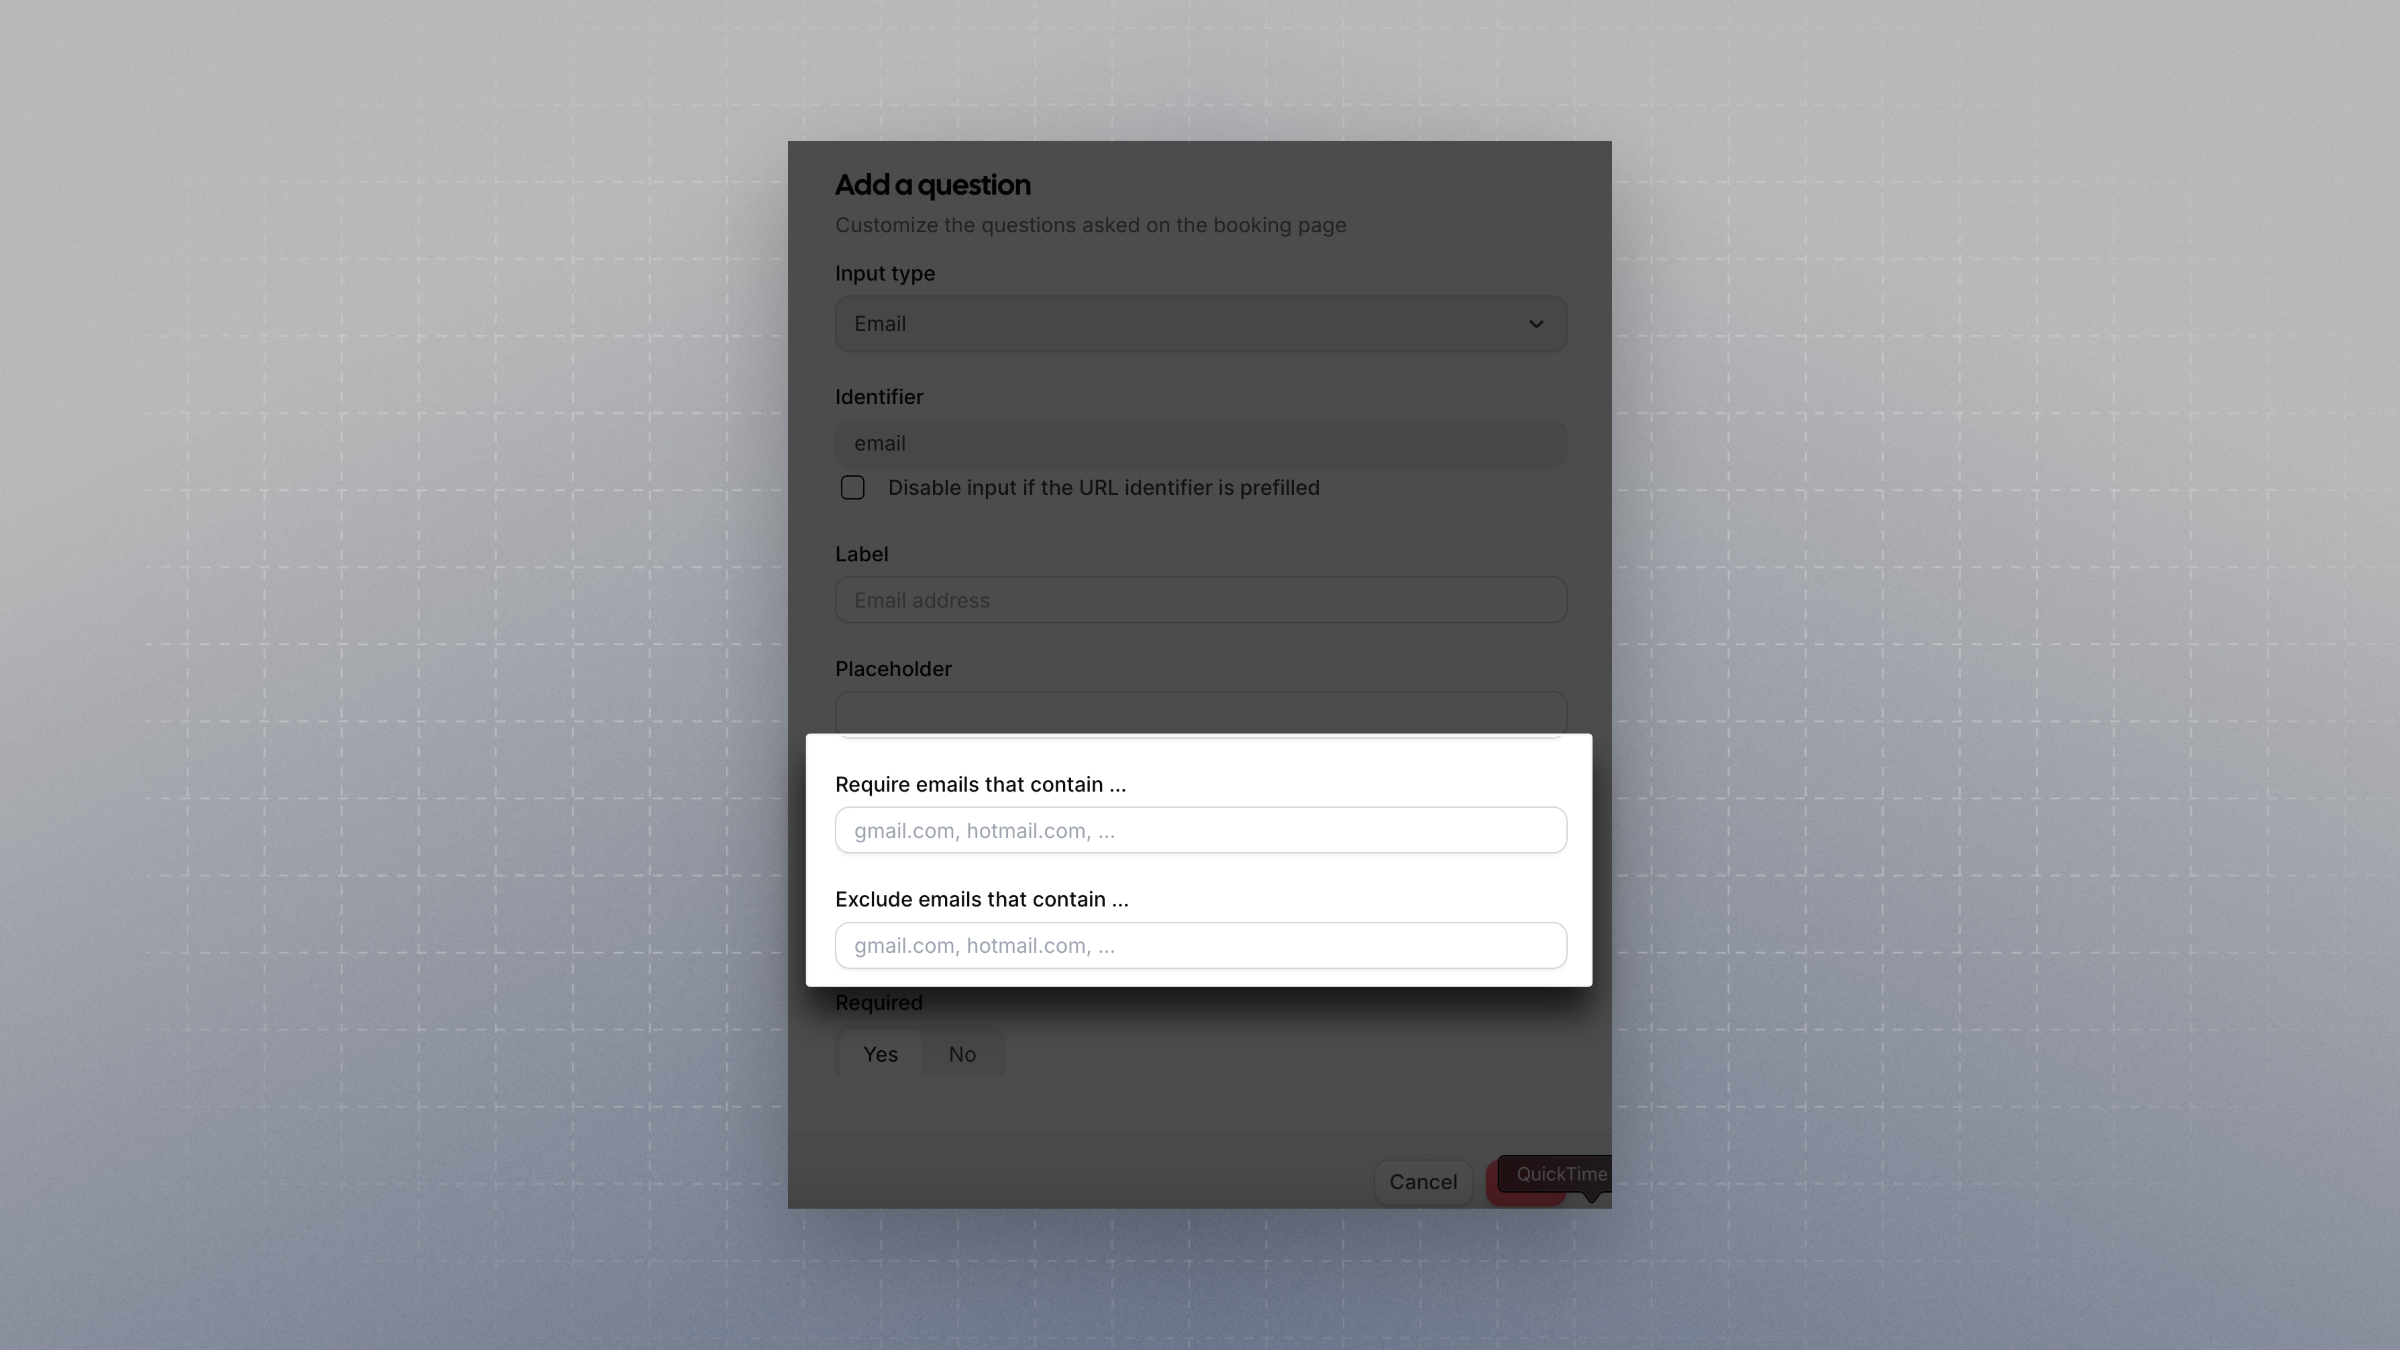 Add a question
Customize the questions asked on the booking page
Input type
Email
Identifier
email
Disable input if the URL identifier is prefilled
Label
Email address
Placeholder
Require emails that contain ...
gmail.com, hotmail.com, ...
Exclude emails that contain ...
gmail.com, hotmail.com, ...
Required
Yes No
Cancel QuickTime